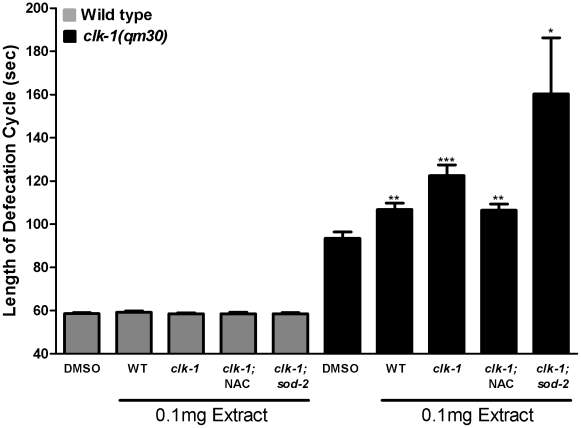 Wild type
clk-1(qm30)
Length of Defecation Cycle (sec)
200
180
160
140
120
100
80
60
40
*
***
**
**
DMSO WT clk-1 clk-1; clk-1; DMSO WT clk-1 clk-1; clk-1;
NAC sod-2 NAC sod-2
0.1mg Extract 0.1mg Extract